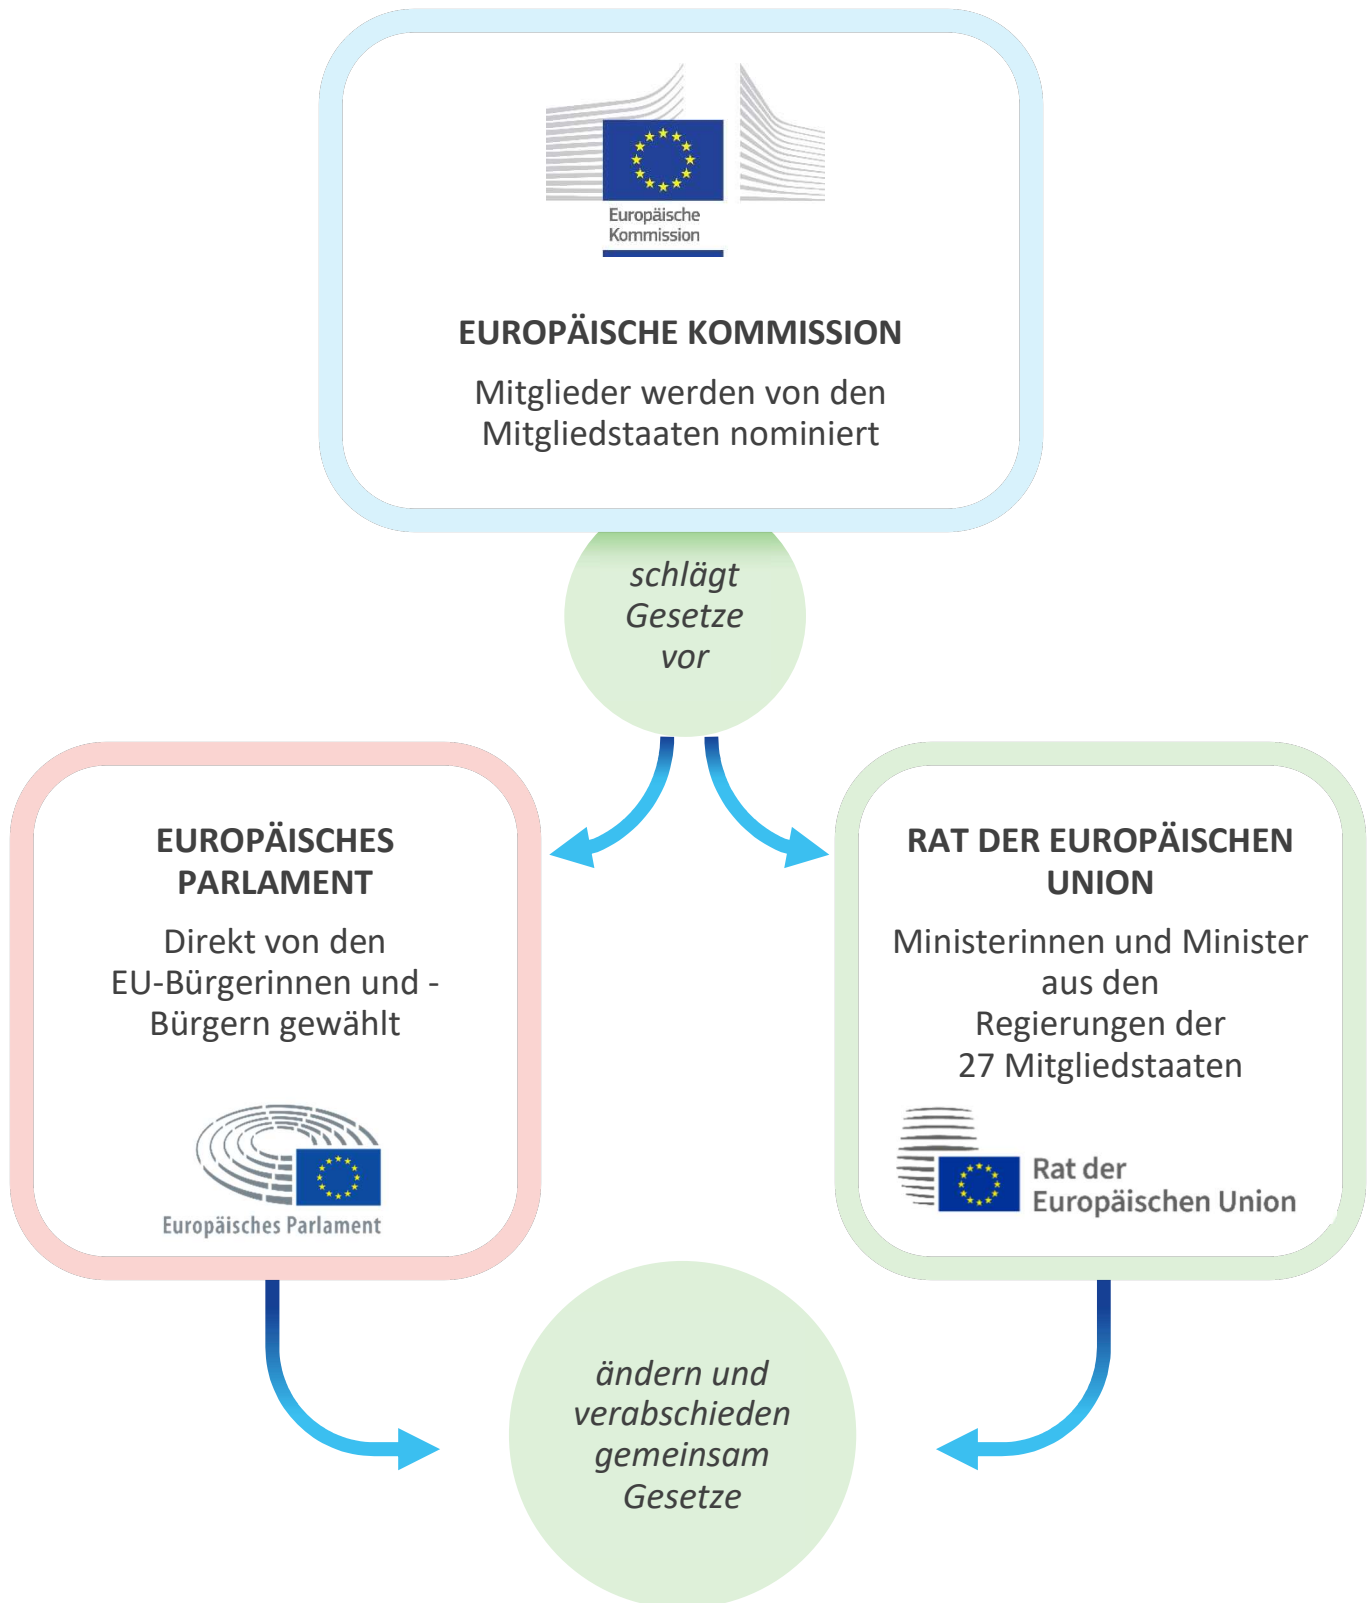 Europäische
Kommission
EUROPÄISCHE KOMMISSION
Mitglieder werden von den
Mitgliedstaaten nominiert
schlägt
Gesetze
vor
EUROPÄISCHES
PARLAMENT
Direkt von den
EU-Bürgerinnen und -
Bürgern gewählt
Europäisches Parlament
RAT DER EUROPÄISCHEN
UNION
Ministerinnen und Minister
aus den
Regierungen der
27 Mitgliedstaaten
Rat der
Europäischen Union
ändern und
verabschieden
gemeinsam
Gesetze